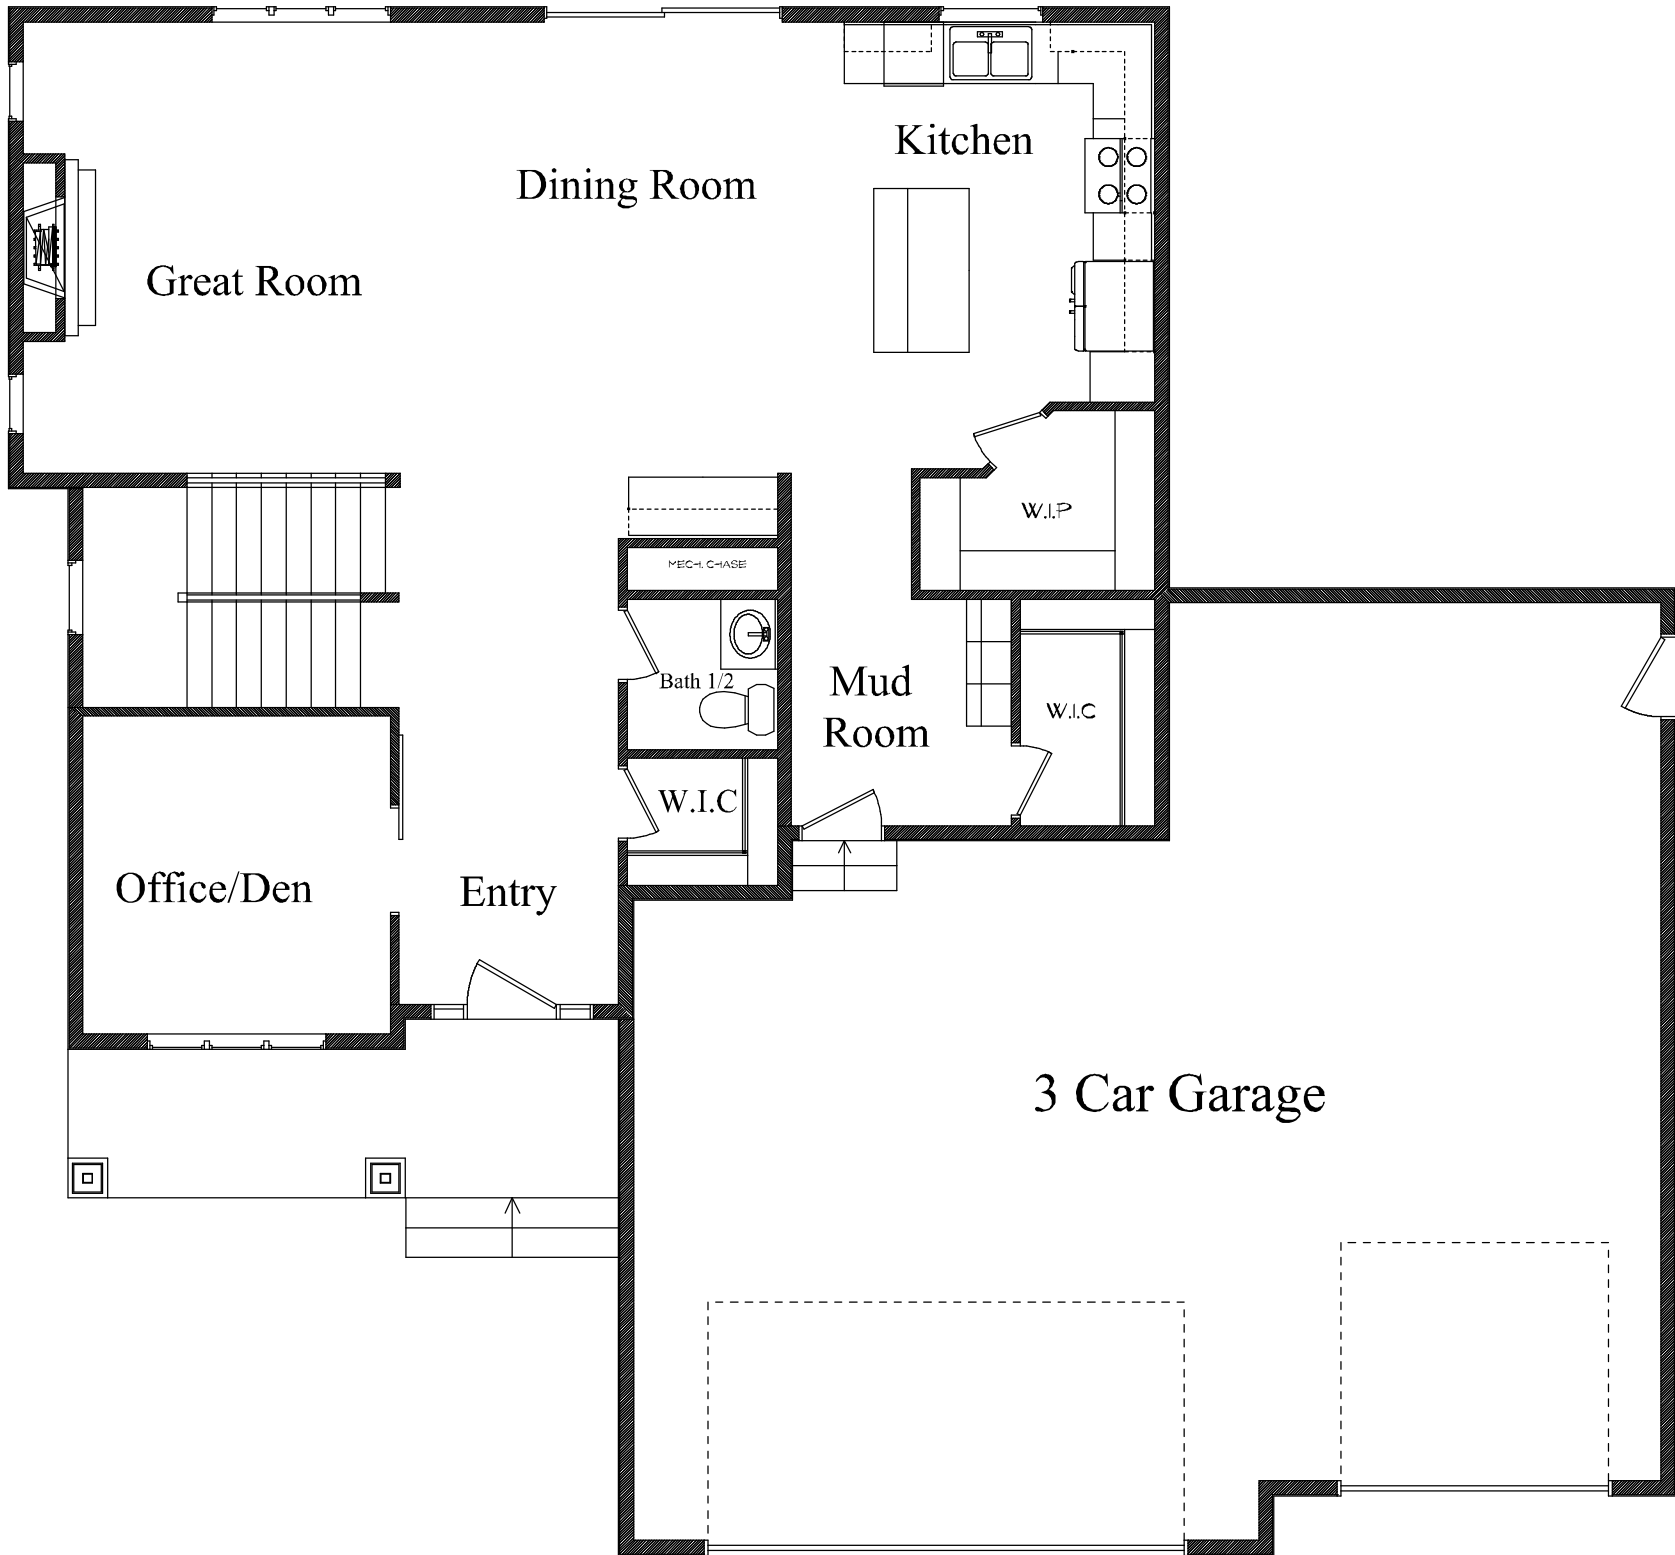 Kitchen
Dining Room
Great Room
W.I.P
MECH. CHASE
Bath 1/2
Mud
Room
W.I.C
W.I.C
Office/Den
Entry
3 Car Garage